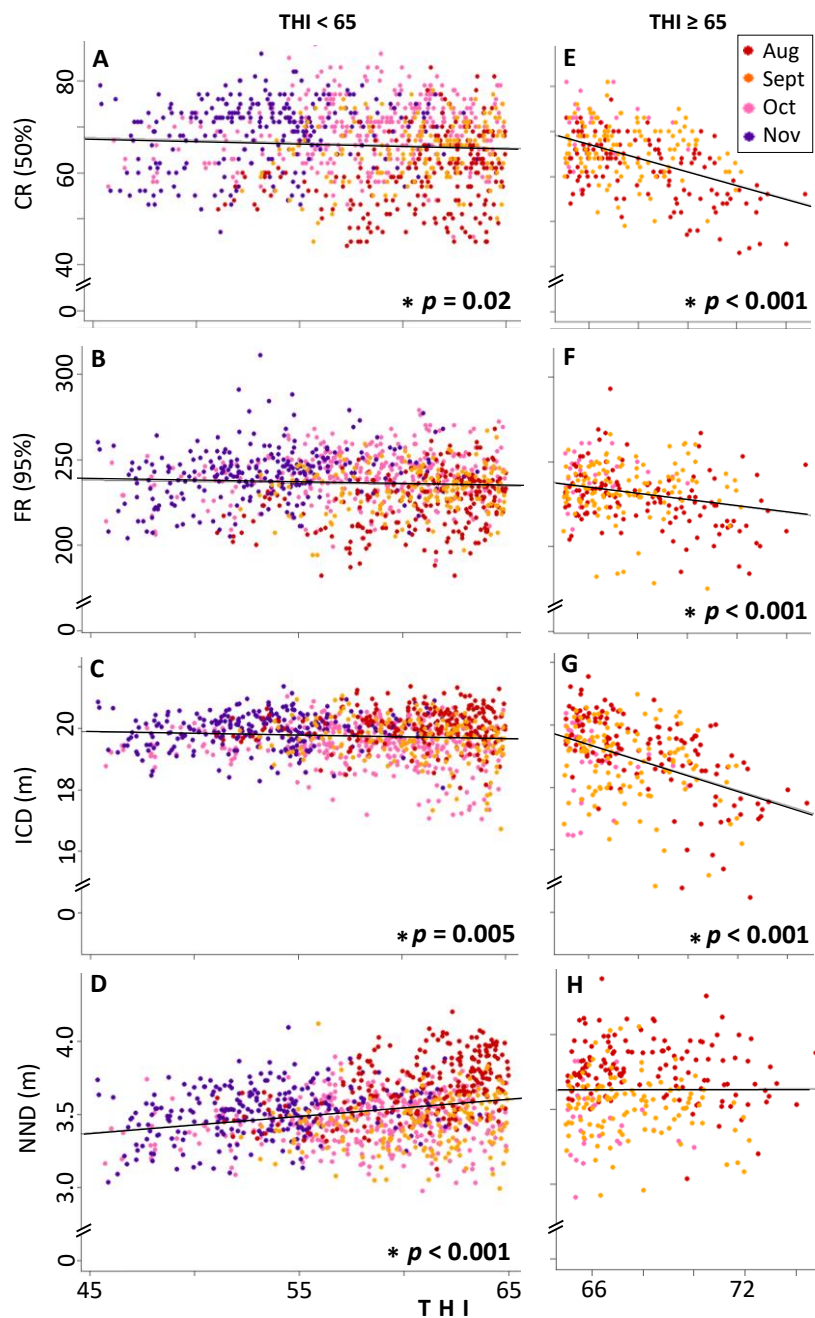 THI < 65
THI ≥ 65
A
E
Aug
Sept
Oct
Nov
CR (50%)
80
60
40
0
* p = 0.02
* p < 0.001
B
F
FR (95%)
300
250
200
0
* p < 0.001
C
G
ICD (m)
20
18
16
0
* p = 0.005
* p < 0.001
D
H
NND (m)
4.0
3.5
3.0
0
* p < 0.001
45
55
65
66
72
T H I